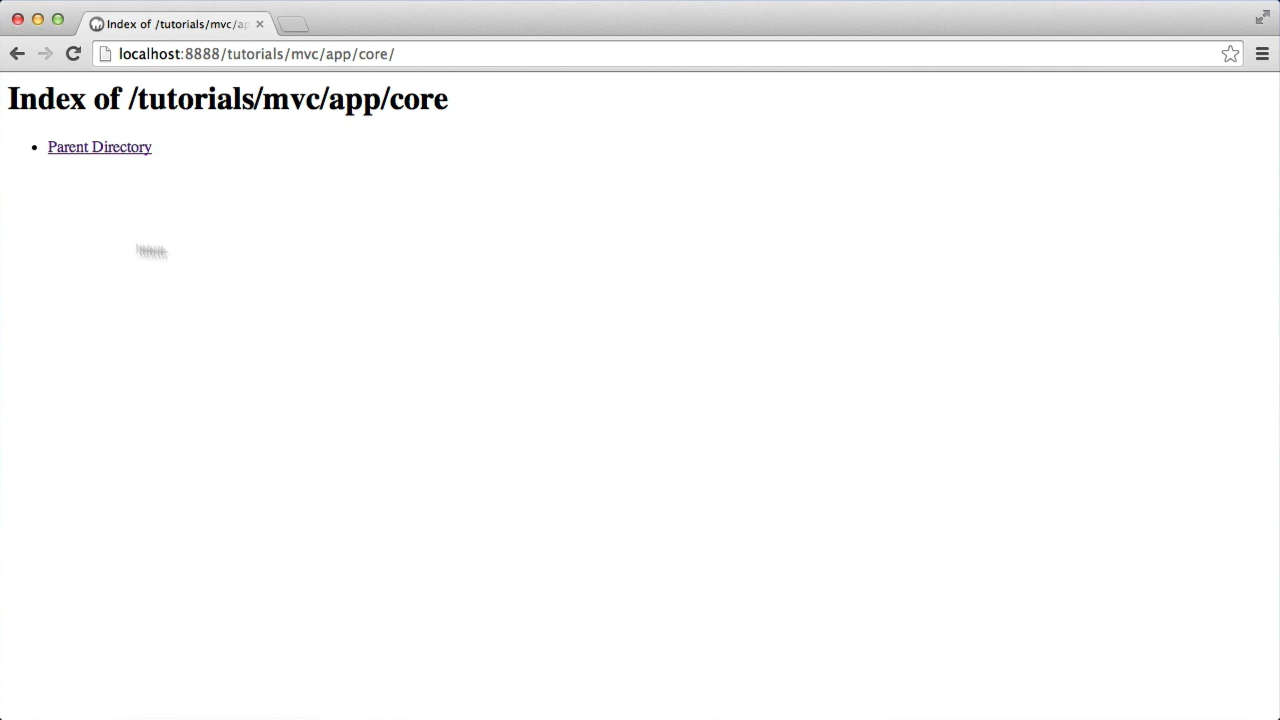 Index of /tutorials/mvc/ap
localhost:8888/tutorials/mvc/app/core/
Index of /tutorials/mvc/app/core
• Parent Directory